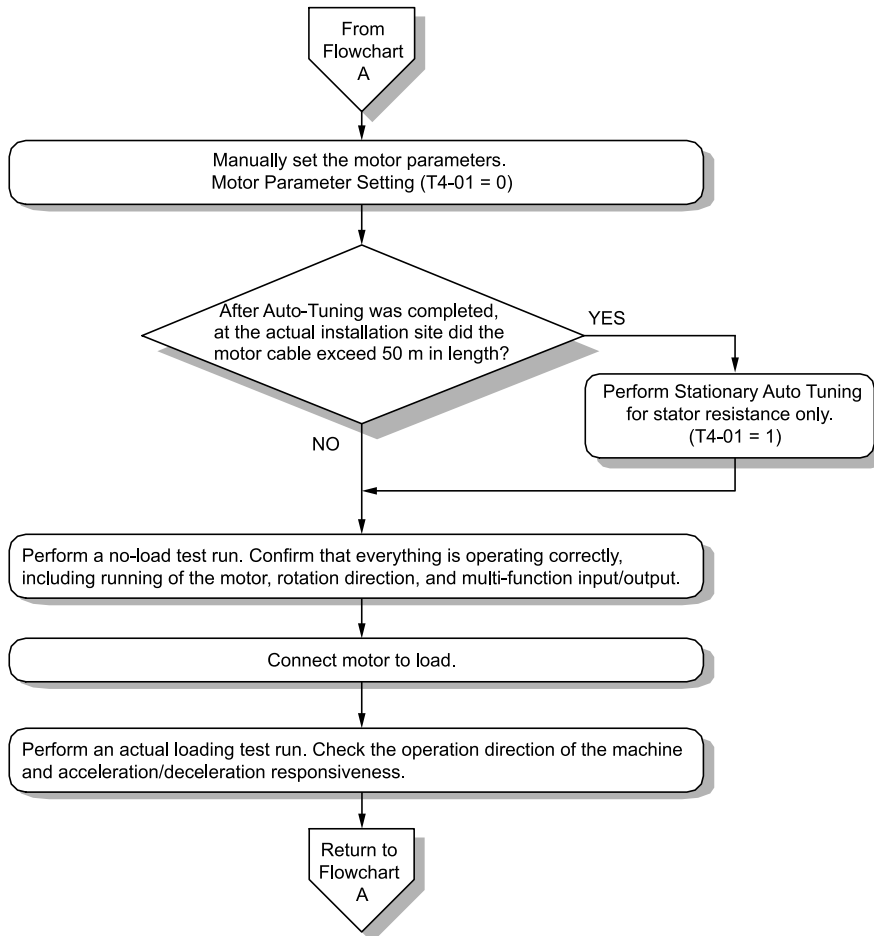 From
Flowchart
A
Manually set the motor parameters.
Motor Parameter Setting (T4-01 = 0)
After Auto-Tuning was completed,
at the actual installation site did the
motor cable exceed 50 m in length?
YES
Perform Stationary Auto Tuning
for stator resistance only.
(T4-01 = 1)
NO
Perform a no-load test run. Confirm that everything is operating correctly,
including running of the motor, rotation direction, and multi-function input/output.
Connect motor to load.
Perform an actual loading test run. Check the operation direction of the machine
and acceleration/deceleration responsiveness.
Return to
Flowchart
A